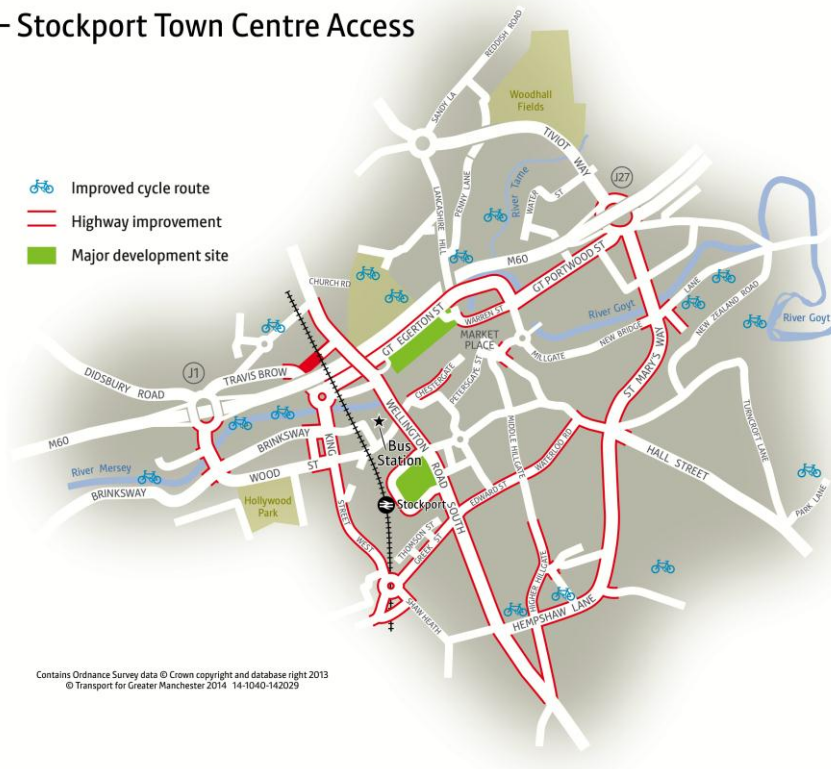 – Stockport Town Centre Access
Improved cycle route
Highway improvement
Major development site
REDDISH ROAD
SANDY LA
Woodhall
Fields
TIVIOT WAY
J27
LANCASHIRE HILL
PENNY LANE
River Tame
WATER ST
M60
GT PORTWOOD ST
CHURCH RD
GT EGERTON ST
WARREN ST
MARKET
PLACE
River Goyt
River Goyt
LANE
NEW ZEALAND ROAD
NEW BRIDGE
MILLGATE
ST MARY'S WAY
DIDSBURY ROAD
J1
TRAVIS BROW
CHESTERGATE
PETERSGATE ST
M60
BRINKSWAY
KING
STREET
WEST
WELLINGTON
ROAD
SOUTH
Bus
Station
MIDDLE HILLGATE
WATERLOO RD
HALL STREET
TURNCROFT LANE
PARK LANE
River Mersey
BRINKSWAY
WOOD ST
Hollywood
Park
Stockport
EDWARD ST
THOMSON ST
GREEK ST
SHAW HEATH
HIGHER HILLGATE
HEMPSHAW LANE
Contains Ordnance Survey data © Crown copyright and database right 2013
© Transport for Greater Manchester 2014 14-1040-142029